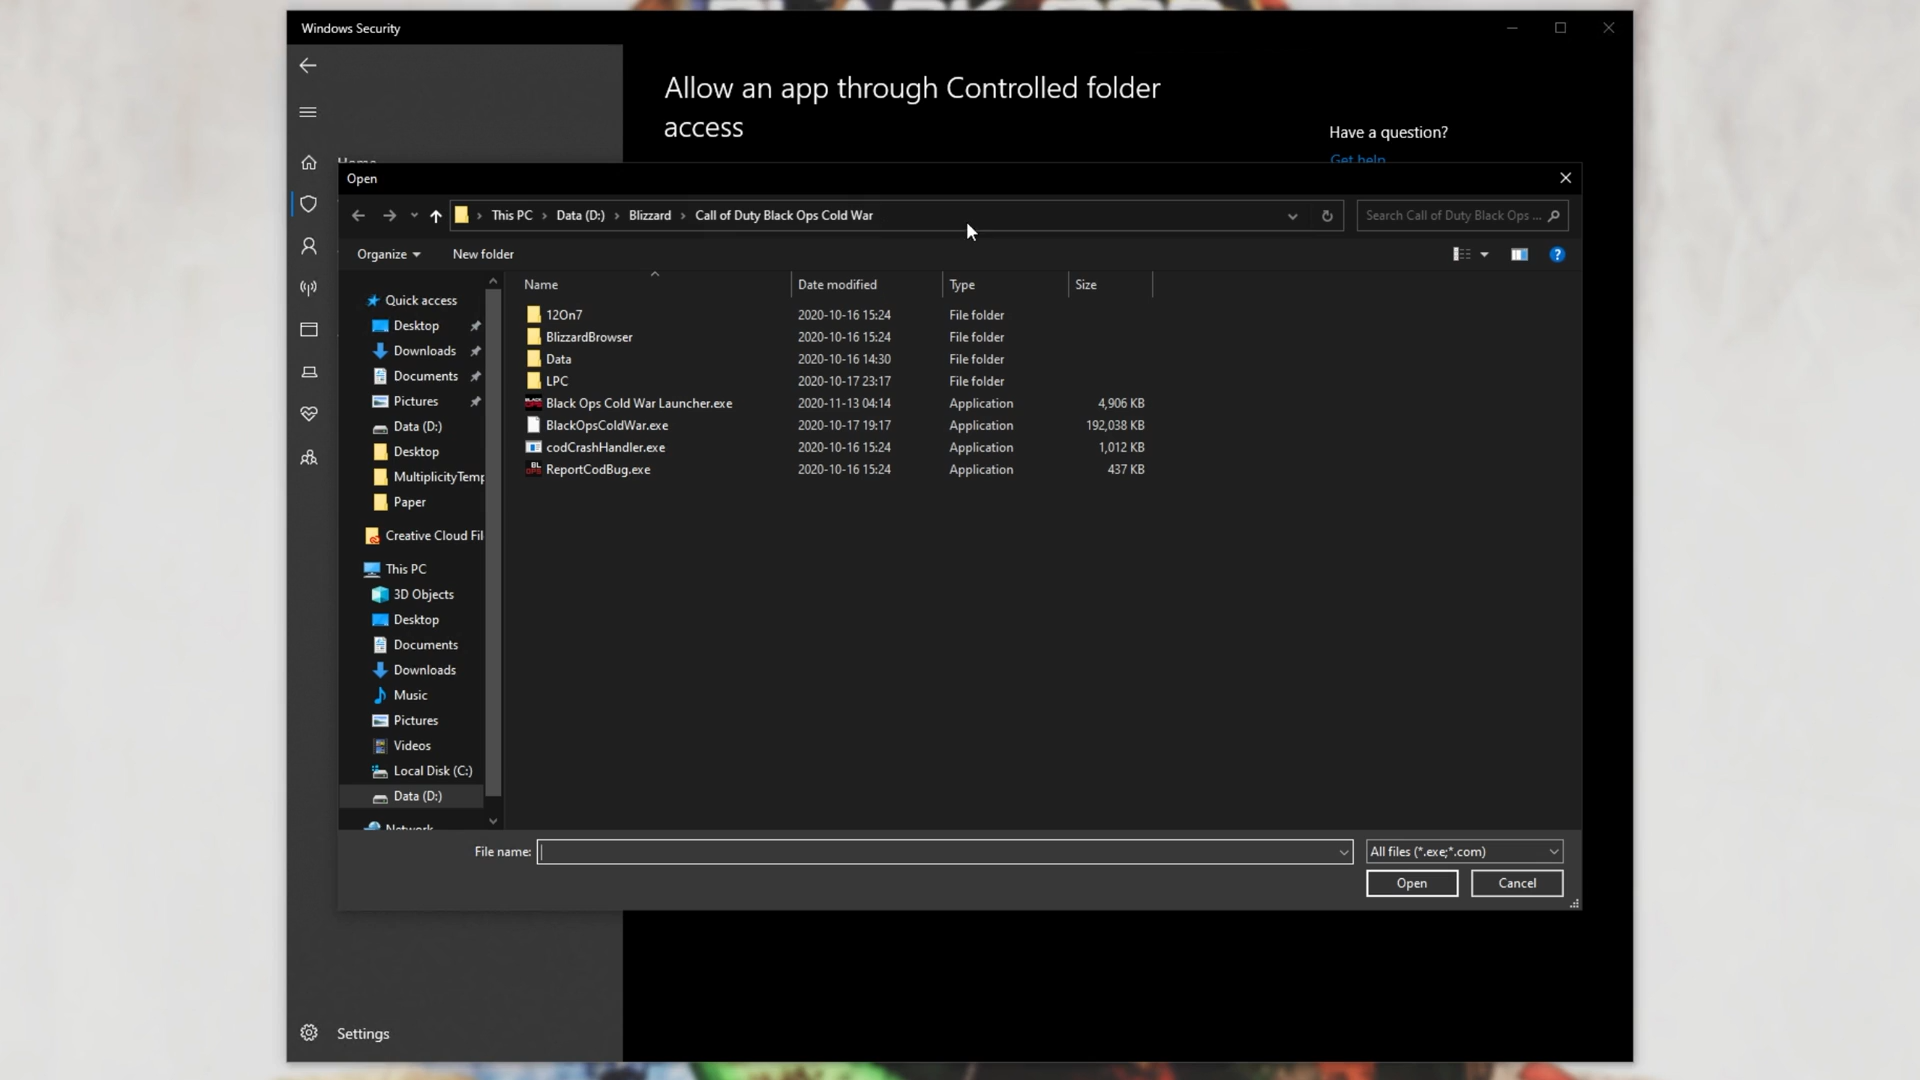 Windows Security
Allow an app through Controlled folder
access
Have a question?
Get help
Home
Open
This PC > Data (D:) > Blizzard > Call of Duty Black Ops Cold War
Search Call of Duty Black Ops ...
Organize
New folder
Name
Date modified
Type
Size
Quick access
Desktop
Downloads
Documents
Pictures
Data (D:)
Desktop
MultiplicityTemp
Paper
Creative Cloud Fil
This PC
3D Objects
Desktop
Documents
Downloads
Music
Pictures
Videos
Local Disk (C:)
Data (D:)
Network
12On7 2020-10-16 15:24 File folder
BlizzardBrowser 2020-10-16 15:24 File folder
Data 2020-10-16 14:30 File folder
LPC 2020-10-17 23:17 File folder
Black Ops Cold War Launcher.exe 2020-11-13 04:14 Application 4,906 KB
BlackOpsColdWar.exe 2020-10-17 19:17 Application 192,038 KB
codCrashHandler.exe 2020-10-16 15:24 Application 1,012 KB
ReportCodBug.exe 2020-10-16 15:24 Application 437 KB
File name:
All files (*.exe;*.com)
Open
Cancel
Settings